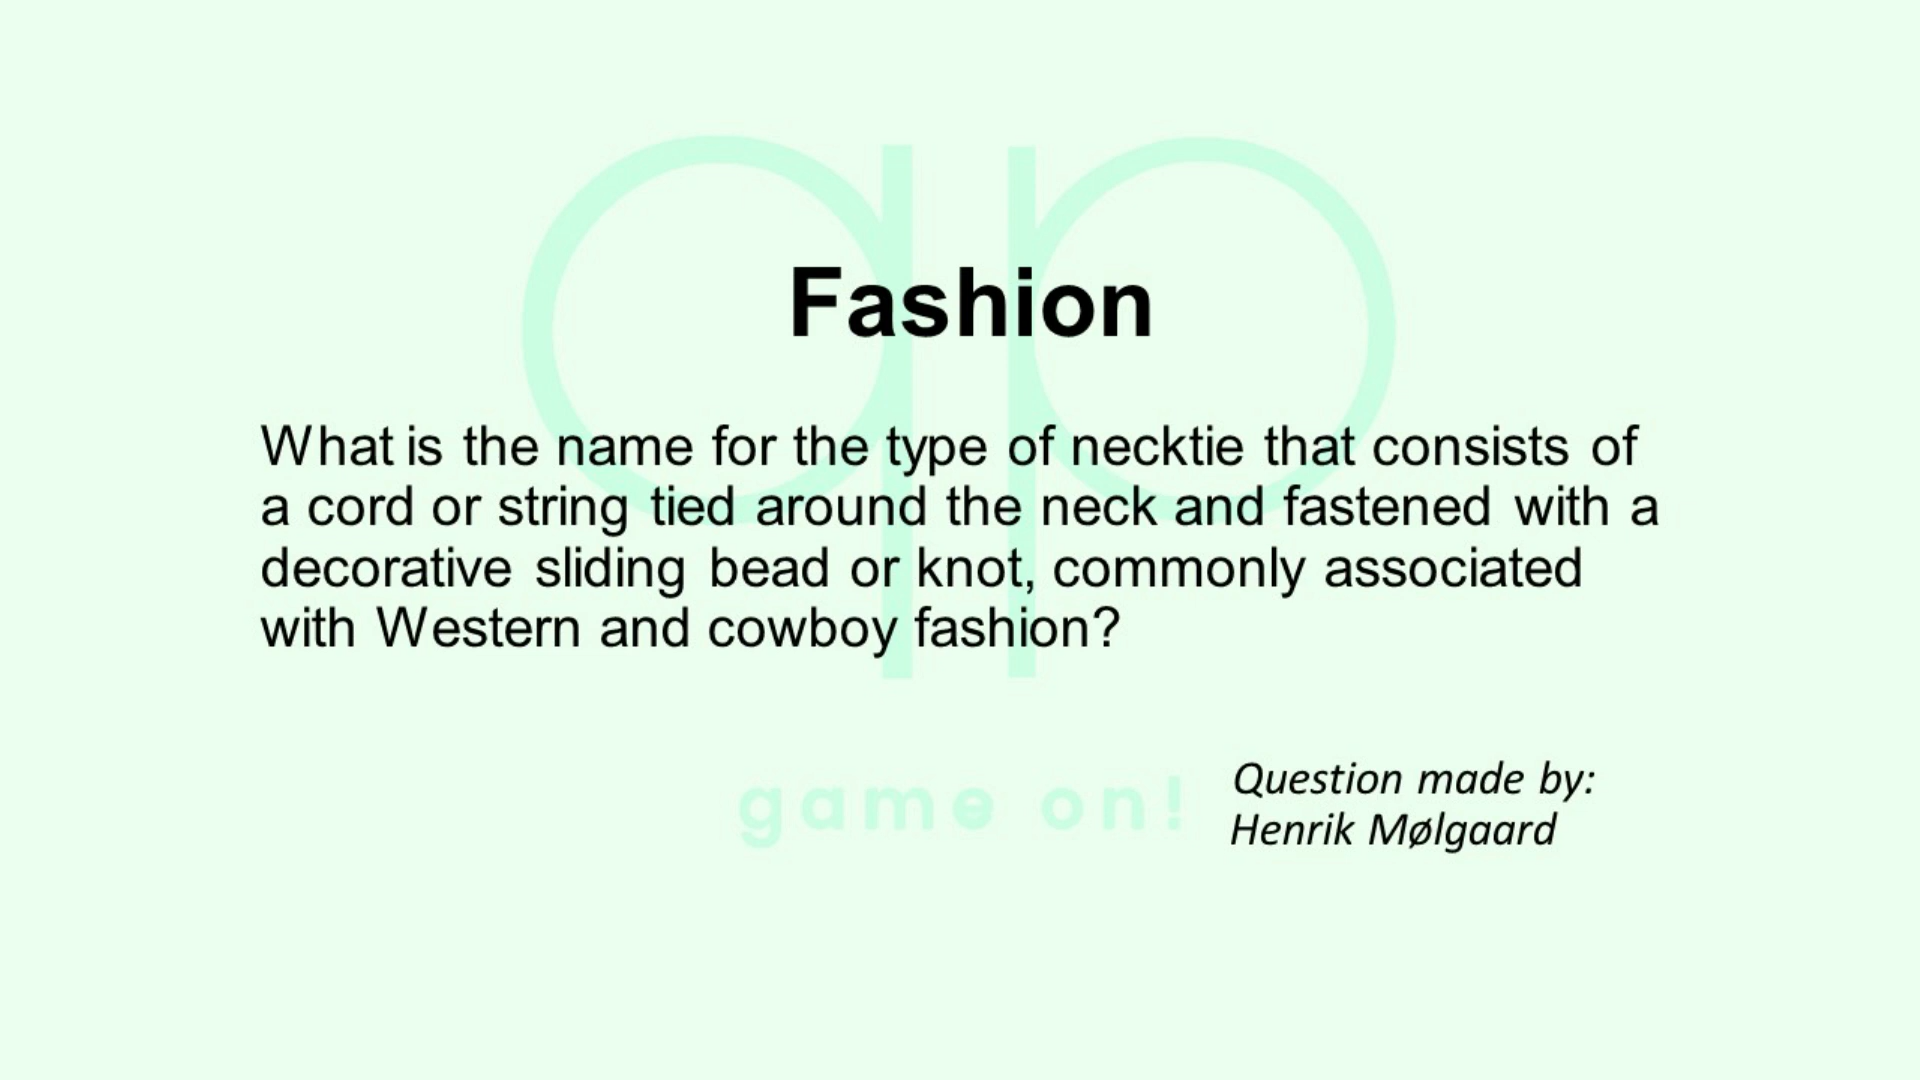 Fashion
What is the name for the type of necktie that consists of
a cord or string tied around the neck and fastened with a
decorative sliding bead or knot, commonly associated
with Western and cowboy fashion?
game on!
Question made by:
Henrik Mølgaard